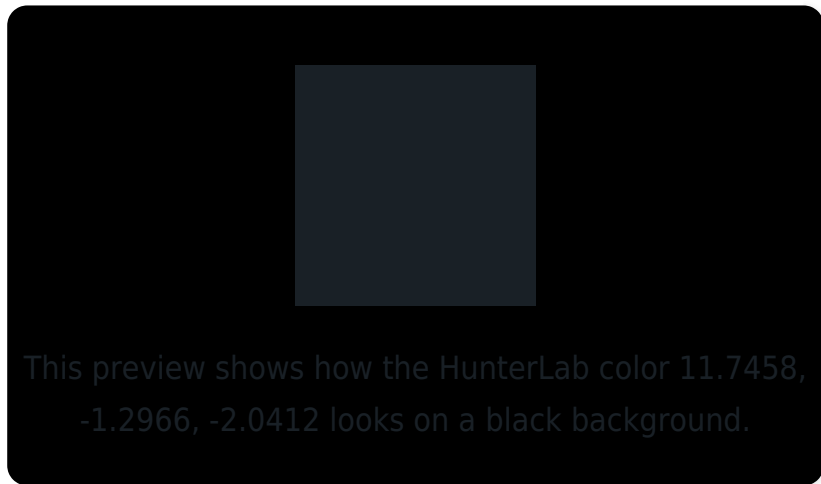 This preview shows how the HunterLab color 11.7458,
-1.2966, -2.0412 looks on a black background.